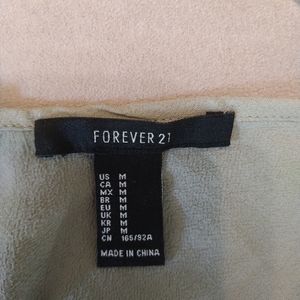 FOREVER 21
US M
CA M
MX M
BR M
EU M
UK M
KR M
JP M
CN 165/92A
MADE IN CHINA